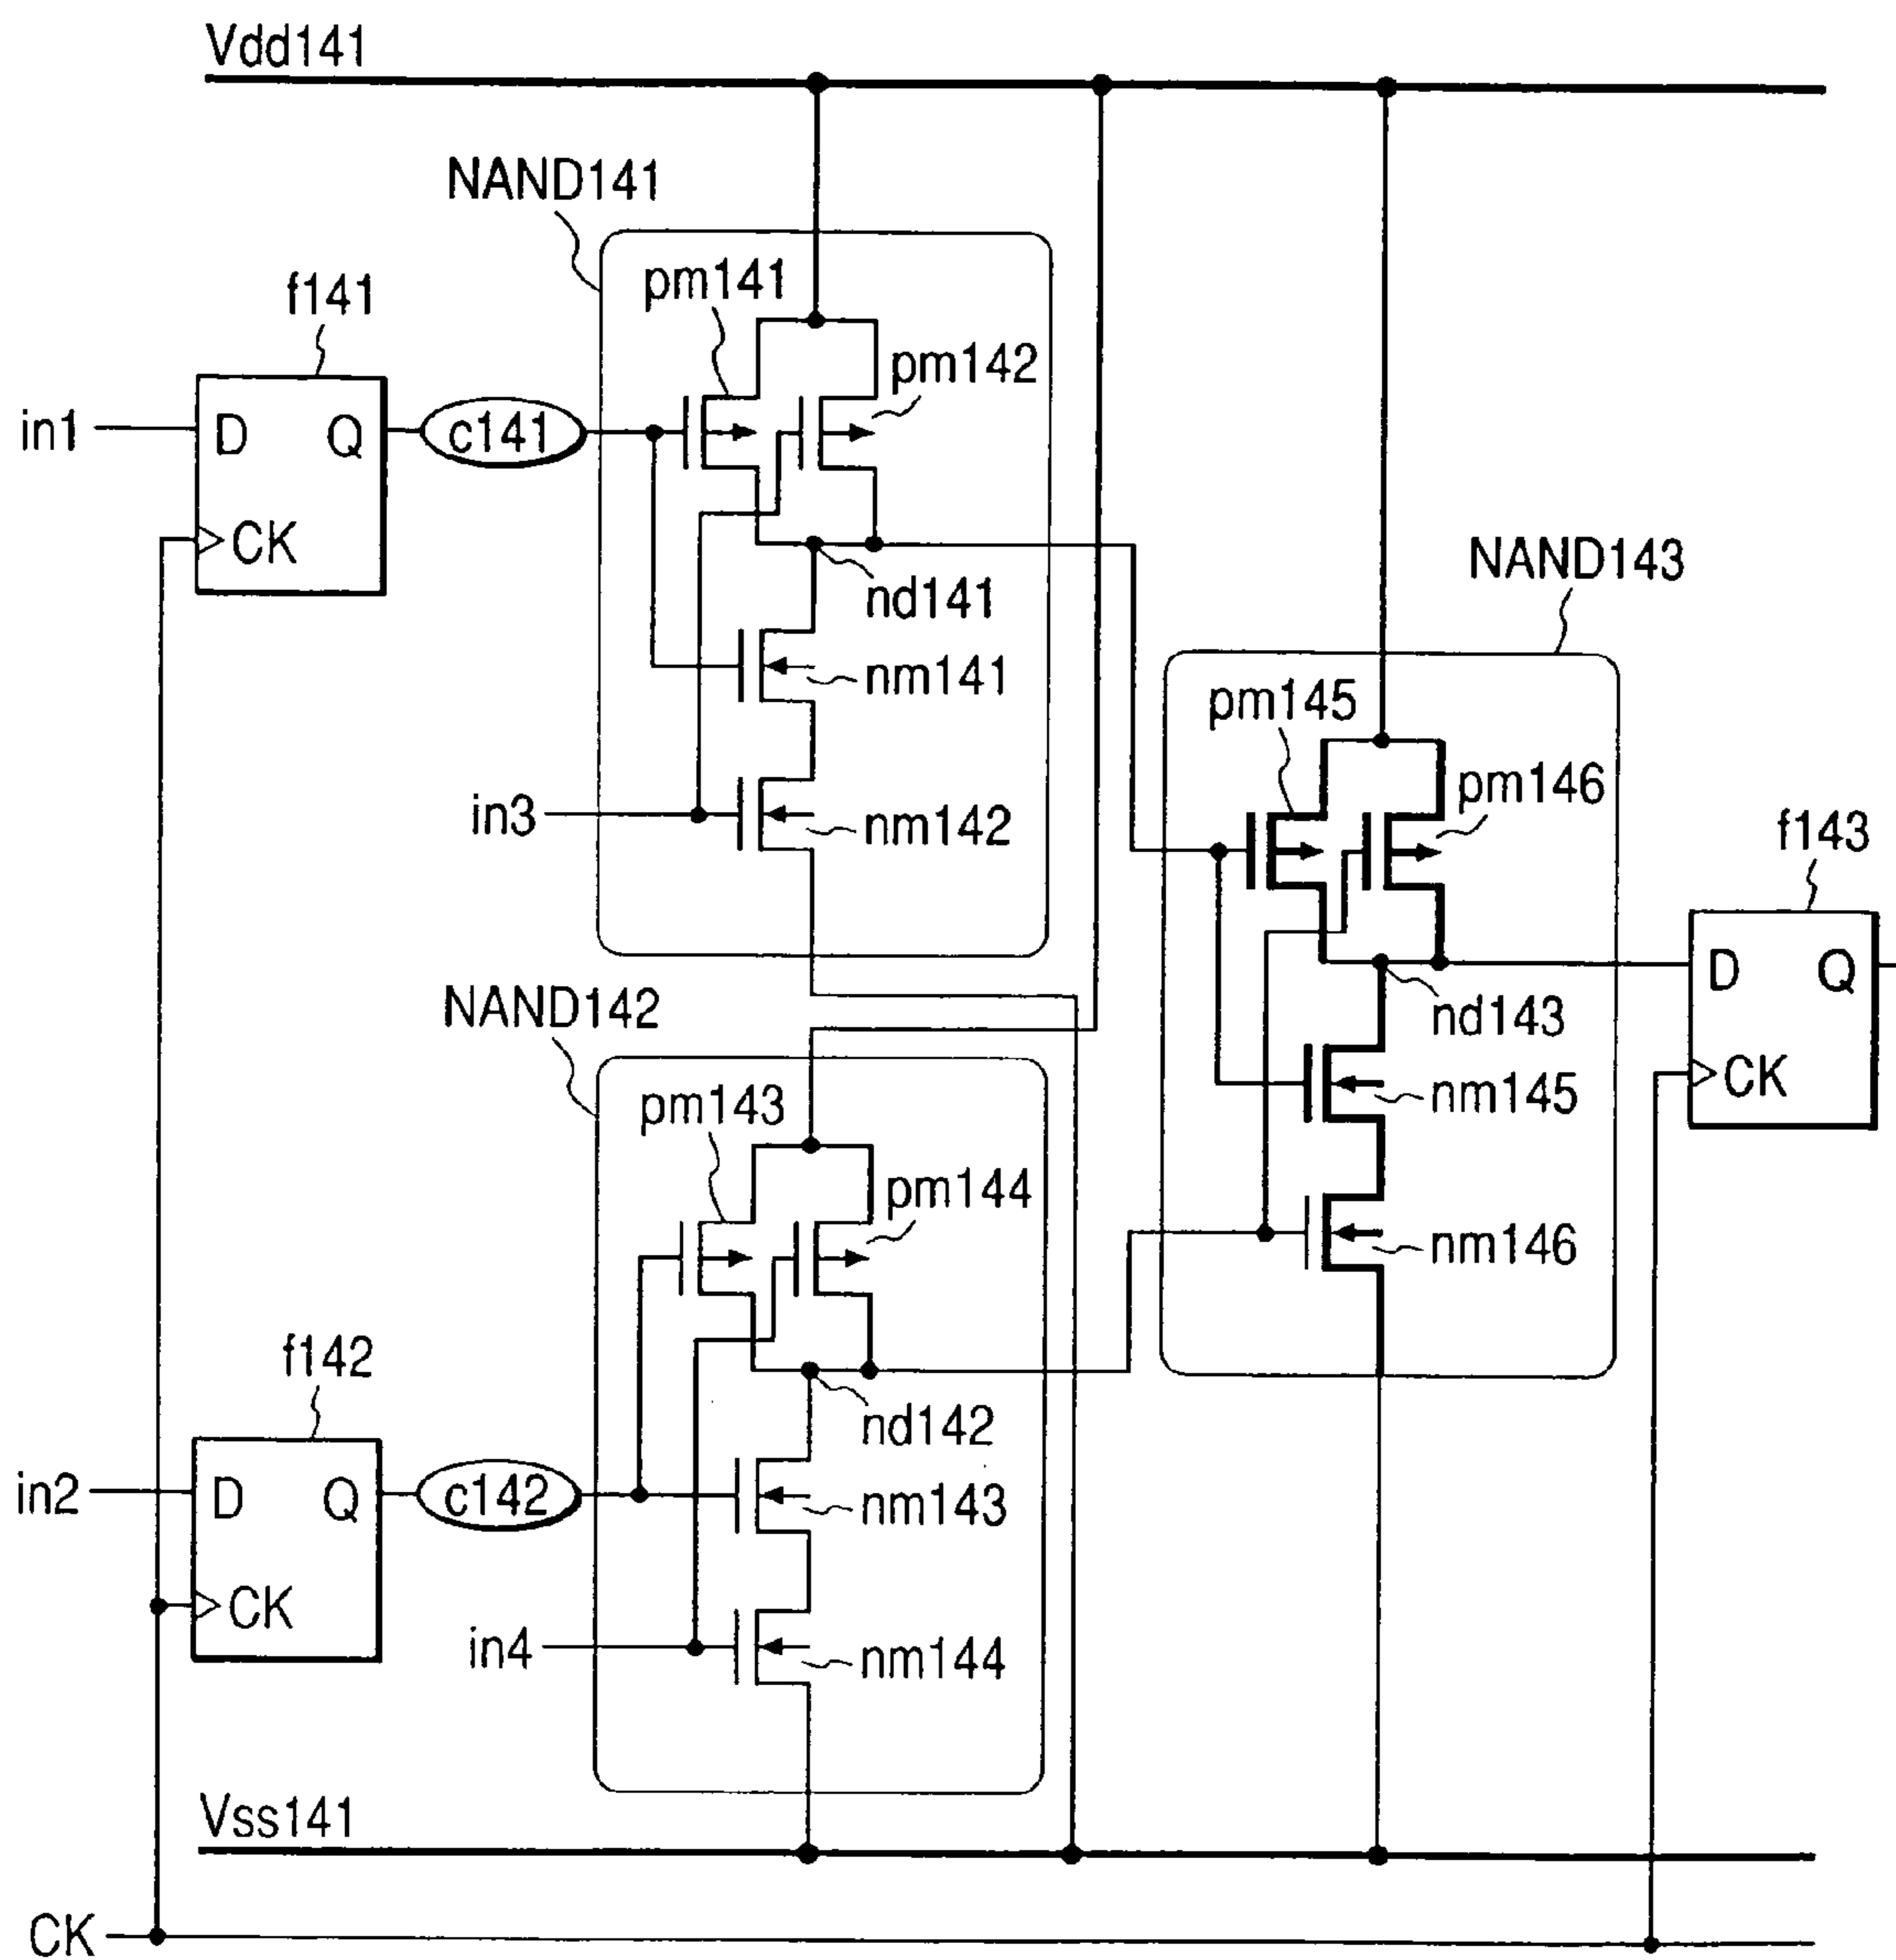 Vdd141
NAND141
pm141
f141
pm142
in1
D
Q
c141
CK
NAND143
nd141
nm141
pm145
pm146
in3
nm142
f143
D
Q
NAND142
nd143
CK
nm145
pm143
pm144
nm146
f142
nd142
in2
D
Q
c142
nm143
CK
in4
nm144
Vss141
CK